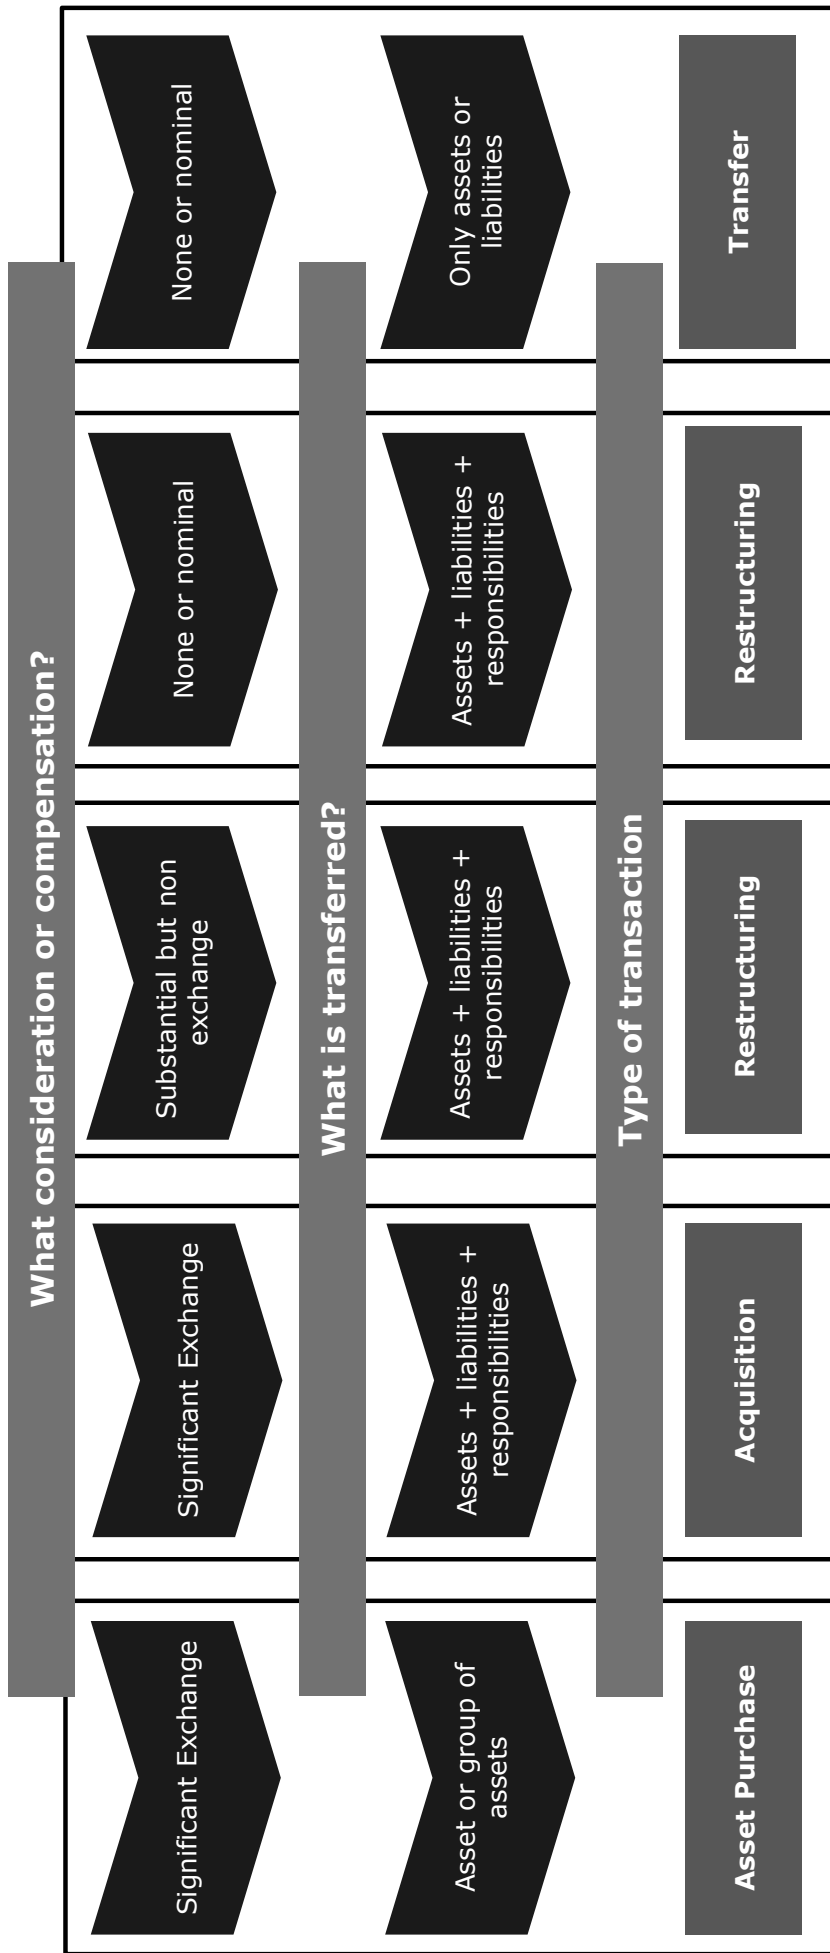 What consideration or compensation?
Significant Exchange
Significant Exchange
Substantial but non
exchange
None or nominal
None or nominal
What is transferred?
Asset or group of
assets
Assets + liabilities +
responsibilities
Assets + liabilities +
responsibilities
Assets + liabilities +
responsibilities
Only assets or
liabilities
Type of transaction
Asset Purchase
Acquisition
Restructuring
Restructuring
Transfer